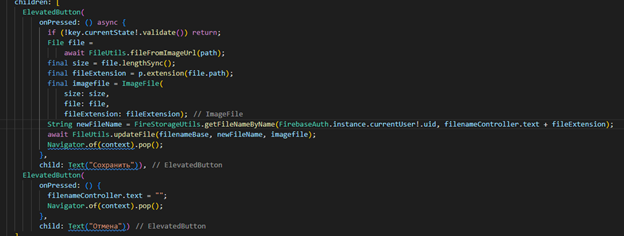 children: [
ElevatedButton(
onPressed: () async {
if (!key.currentState!.validate()) return;
File file =
await FileUtils.fileFromImageUrl(path);
final size = file.lengthSync();
final fileExtension = p.extension(file.path);
final imagefile = ImageFile(
size: size,
file: file,
fileExtension: fileExtension); // ImageFile
String newFileName = FireStorageUtils.getFileNameByName(FirebaseAuth.instance.currentUser!.uid, filenameController.text + fileExtension);
await FileUtils.updateFile(filenameBase, newFileName, imagefile);
Navigator.of(context).pop();
},
child: Text("Сохранить")), // ElevatedButton
ElevatedButton(
onPressed: () {
filenameController.text = "";
Navigator.of(context).pop();
},
child: Text("Отмена")) // ElevatedButton